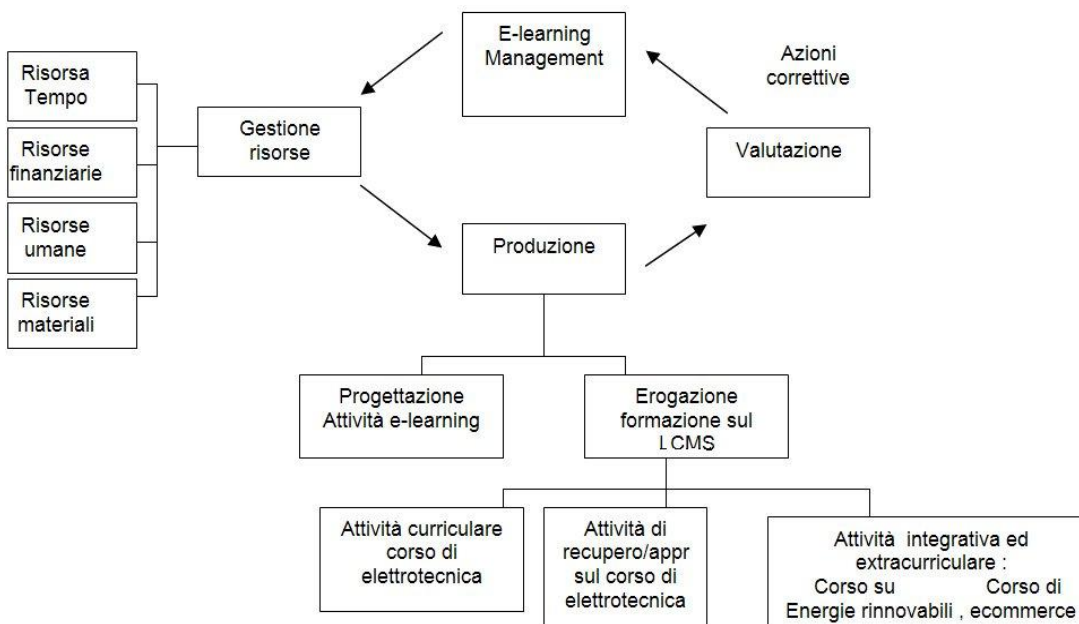 E-learning
Management
Azioni
correttive
Risorsa
Tempo
Gestione
risorse
Valutazione
Risorse
finanziarie
Risorse
umane
Produzione
Risorse
materiali
Progettazione
Attività e-learning
Erogazione
formazione sul
LCMS
Attività curriculare
corso di
elettrotecnica
Attività di
recupero/appr
sul corso di
elettrotecnica
Attività integrativa ed
extracurriculare :
Corso su Corso di
Energie rinnovabili , ecommerce